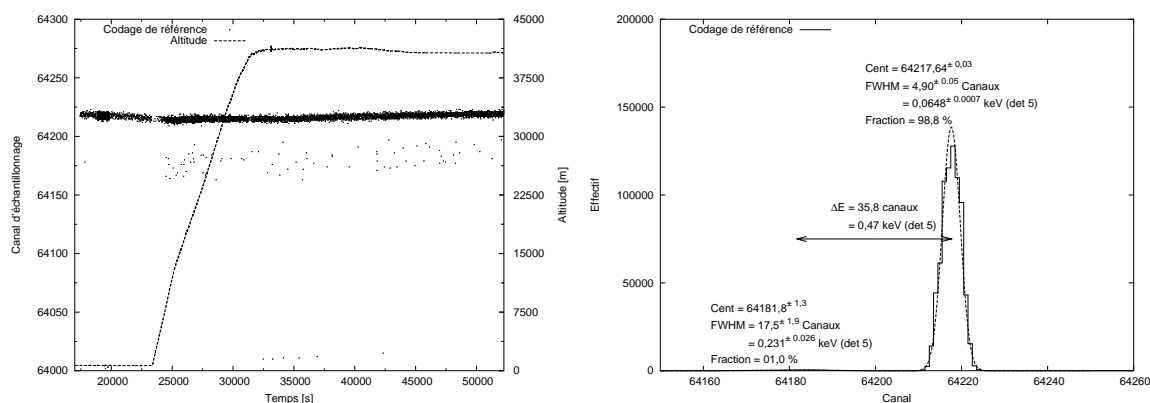 Codage de référence
Altitude
64300
64250
64200
64150
64100
64050
64000
45000
37500
30000
22500
15000
7500
0
20000 25000 30000 35000 40000 45000 50000
Temps [s]
Canal d'échantillonnage
Altitude [m]
Codage de référence
200000
150000
100000
50000
0
Cent = 64217,64± 0,03
FWHM = 4,90± 0.05 Canaux
= 0,0648± 0.0007 keV (det 5)
Fraction = 98,8 %
ΔE = 35,8 canaux
= 0,47 keV (det 5)
Cent = 64181,8± 1,3
FWHM = 17,5± 1,9 Canaux
= 0,231± 0.026 keV (det 5)
Fraction = 01,0 %
64160 64180 64200 64220 64240 64260
Canal
Effectif